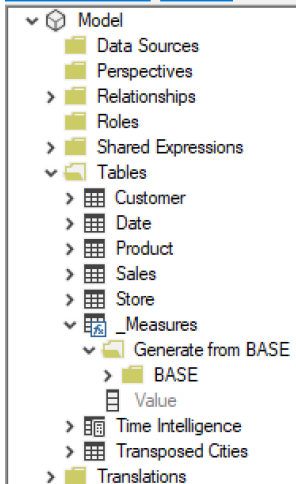 Model
Data Sources
Perspectives
Relationships
Roles
Shared Expressions
Tables
Customer
Date
Product
Sales
Store
_Measures
Generate from BASE
BASE
Value
Time Intelligence
Transposed Cities
Translations